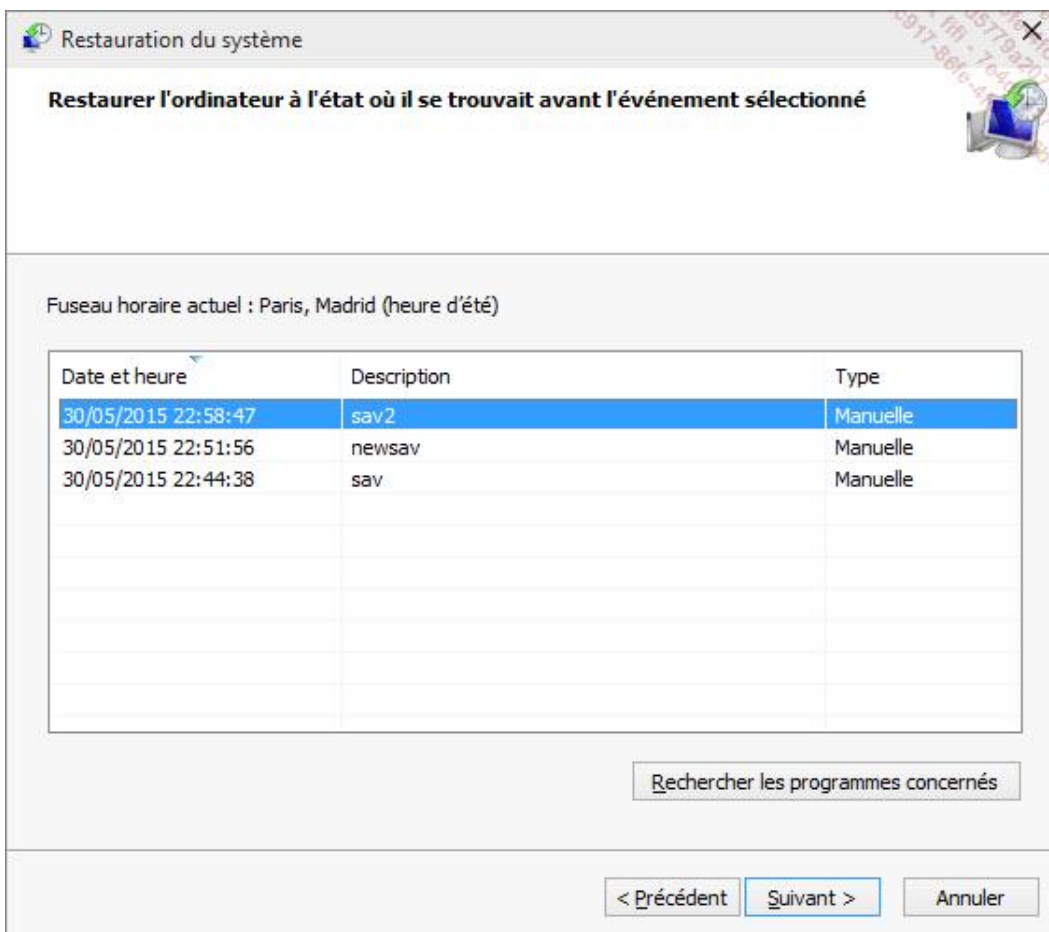 Restauration du système
Restaurer l'ordinateur à l'état où il se trouvait avant l'événement sélectionné
Fuseau horaire actuel : Paris, Madrid (heure d’été)
Date et heure Description Type
30/05/2015 22:58:47 sav2 Manuelle
30/05/2015 22:51:56 newsav Manuelle
30/05/2015 22:44:38 sav Manuelle
Rechercher les programmes concernés
< Précédent Suivant > Annuler